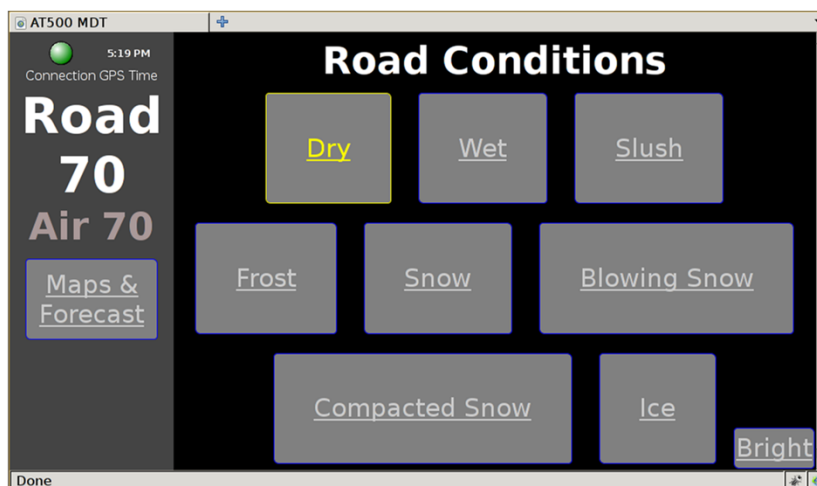 AT500 MDT
5:19 PM
Connection GPS Time
Road
70
Air 70
Maps &
Forecast
Road Conditions
Dry Wet Slush
Frost Snow Blowing Snow
Compacted Snow Ice
Bright
Done